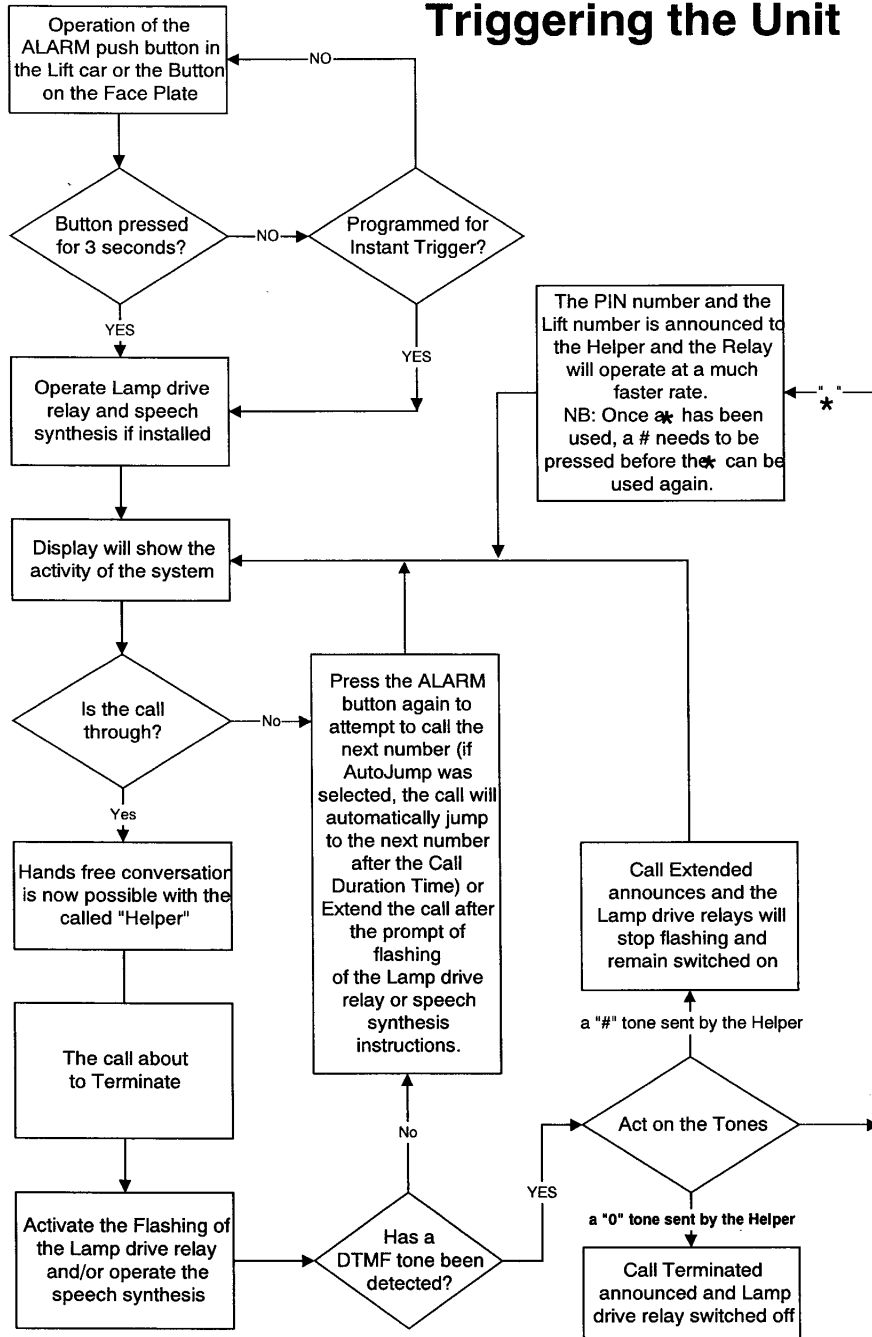 Triggering the Unit
Operation of the
ALARM push button in
the Lift car or the Button
on the Face Plate
NO
Button pressed
for 3 seconds?
NO
Programmed for
Instant Trigger?
YES
YES
Operate Lamp drive
relay and speech
synthesis if installed
The PIN number and the
Lift number is announced to
the Helper and the Relay
will operate at a much
faster rate.
NB: Once a* has been
used, a # needs to be
pressed before the* can be
used again.
"*"
Display will show the
activity of the system
Is the call
through?
No
Yes
Press the ALARM
button again to
attempt to call the
next number (if
AutoJump was
selected, the call will
automatically jump
to the next number
after the Call
Duration Time) or
Extend the call after
the prompt of
flashing
of the Lamp drive
relay or speech
synthesis
instructions.
Hands free conversation
is now possible with the
called "Helper"
The call about
to Terminate
Activate the Flashing of
the Lamp drive relay
and/or operate the
speech synthesis
Has a
DTMF tone been
detected?
No
YES
Call Extended
announces and the
Lamp drive relays will
stop flashing and
remain switched on
a "#" tone sent by the Helper
Act on the Tones
a "0" tone sent by the Helper
Call Terminated
announced and Lamp
drive relay switched off